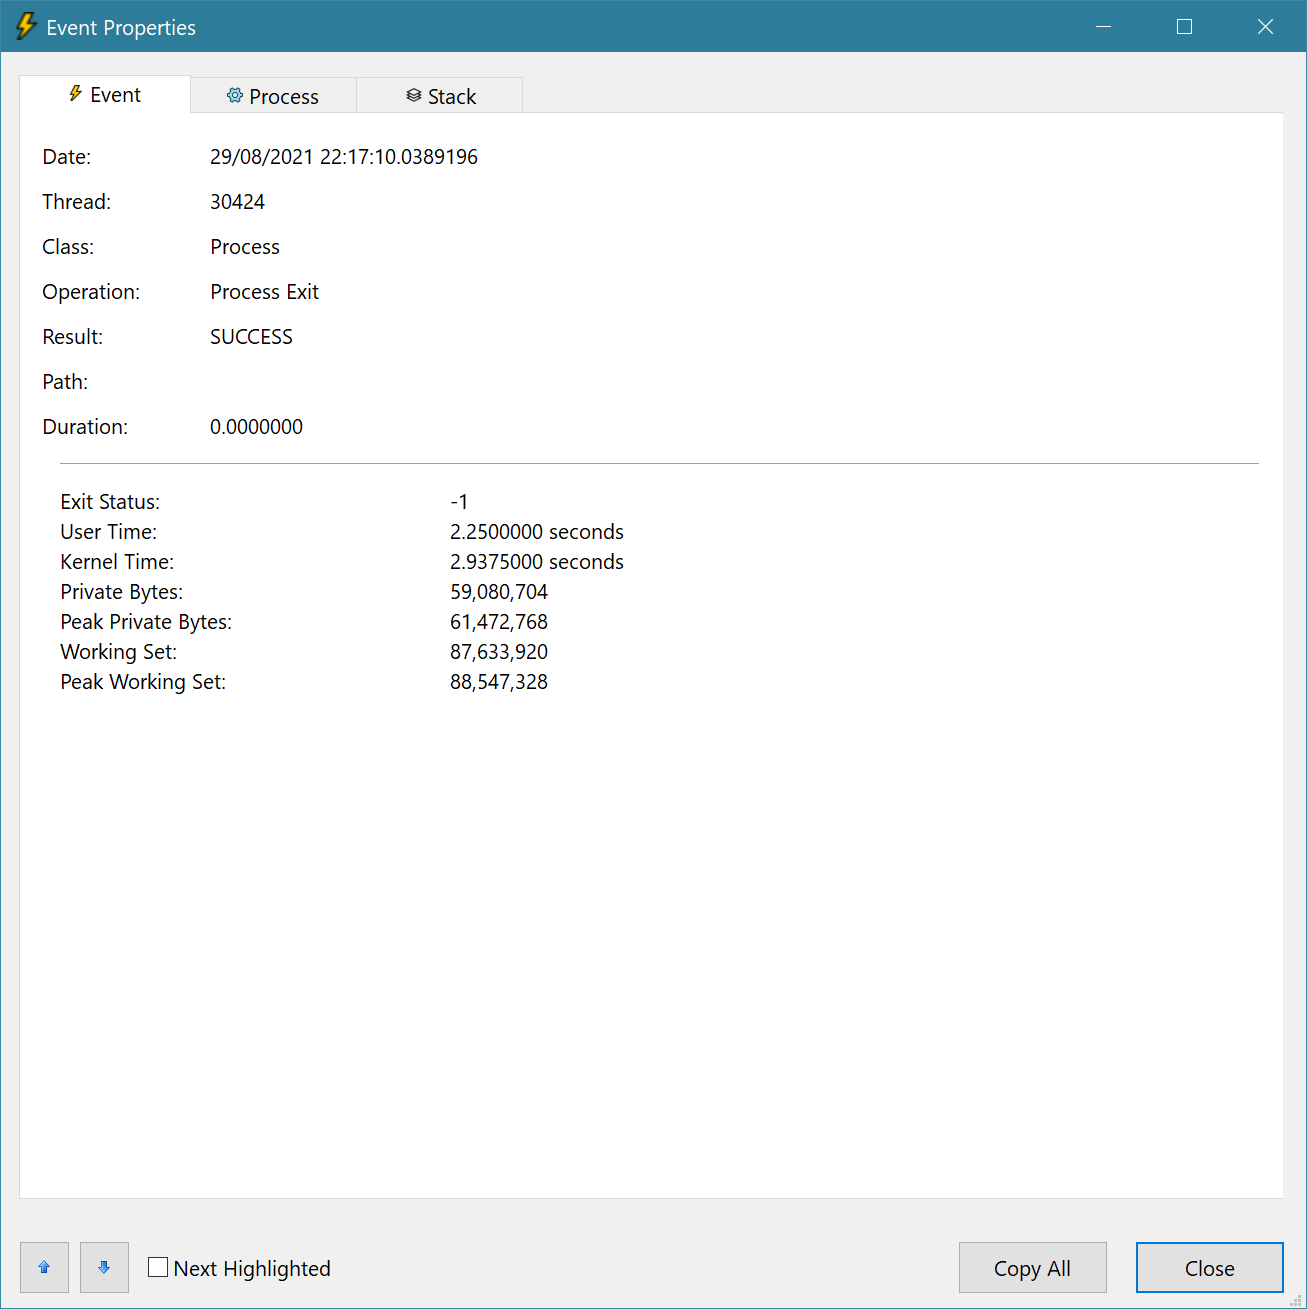 Event Properties
Event Process Stack
Date: 29/08/2021 22:17:10.0389196
Thread: 30424
Class: Process
Operation: Process Exit
Result: SUCCESS
Path:
Duration: 0.0000000
Exit Status: -1
User Time: 2.2500000 seconds
Kernel Time: 2.9375000 seconds
Private Bytes: 59,080,704
Peak Private Bytes: 61,472,768
Working Set: 87,633,920
Peak Working Set: 88,547,328
Next Highlighted Copy All Close